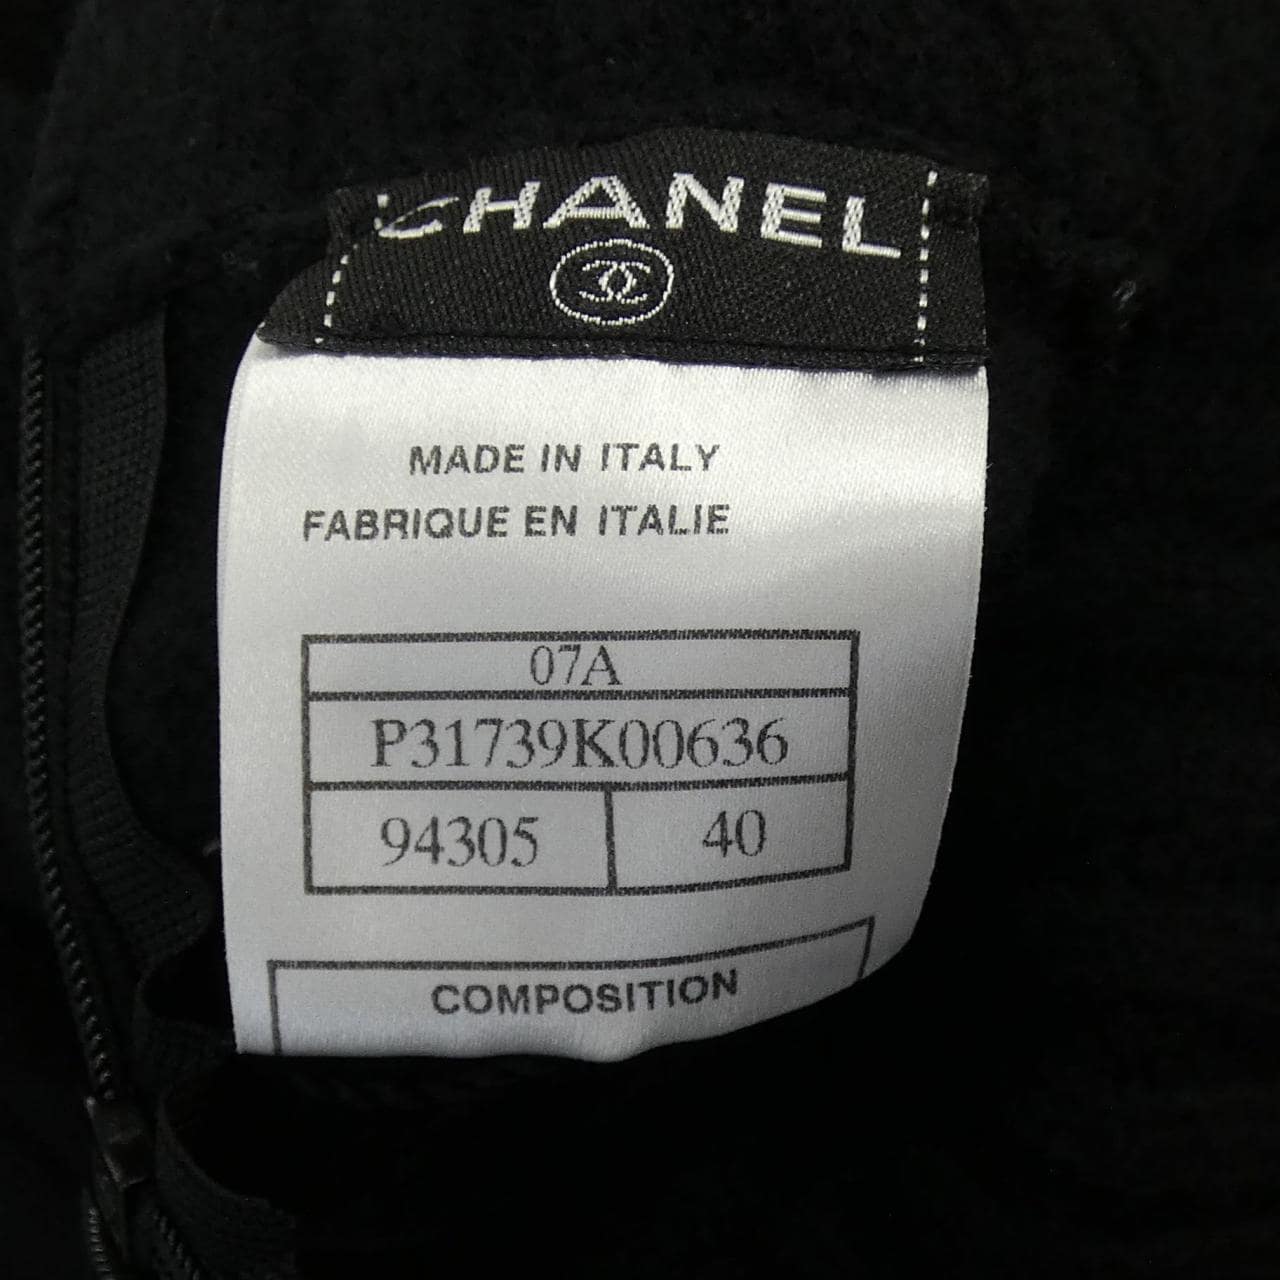 CHANEL
MADE IN ITALY
FABRIQUE EN ITALIE
07A
P31739K00636
94305 40
COMPOSITION